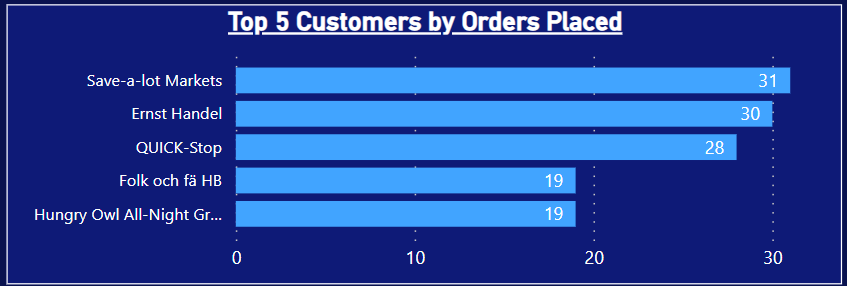 Top 5 Customers by Orders Placed
Save-a-lot Markets 31
Ernst Handel 30
QUICK-Stop 28
Folk och fä HB 19
Hungry Owl All-Night Gr... 19
0 10 20 30